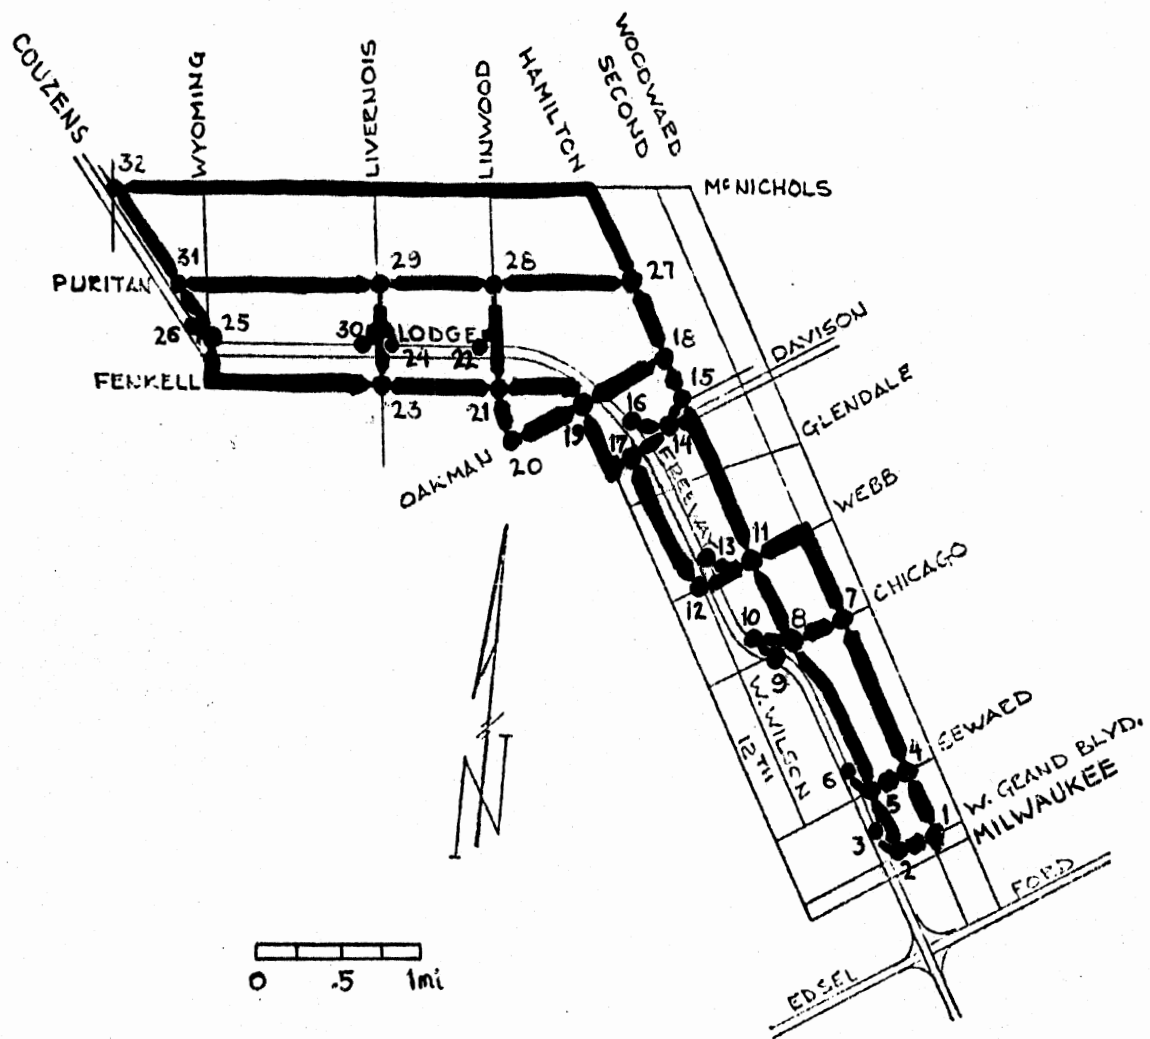 COUZENS
WYOMING
LIVERNOIS
LINWOOD
HAMILTON
SECOND
WOODWARD
McNICHOLS
32
31
29
28
27
PURITAN
26
25
30
LODGE
24
22
18
DAVISON
FENKELL
23
21
19
16
15
17
14
GLENDALE
OAKMAN
20
FREEWAY
WEBB
13
11
12
CHICAGO
10
8
7
9
W. WILSON
12TH
SEWARD
6
5
4
W. GRAND BLVD.
MILWAUKEE
3
2
1
FORD
EDSEL
N
0 .5 1mi